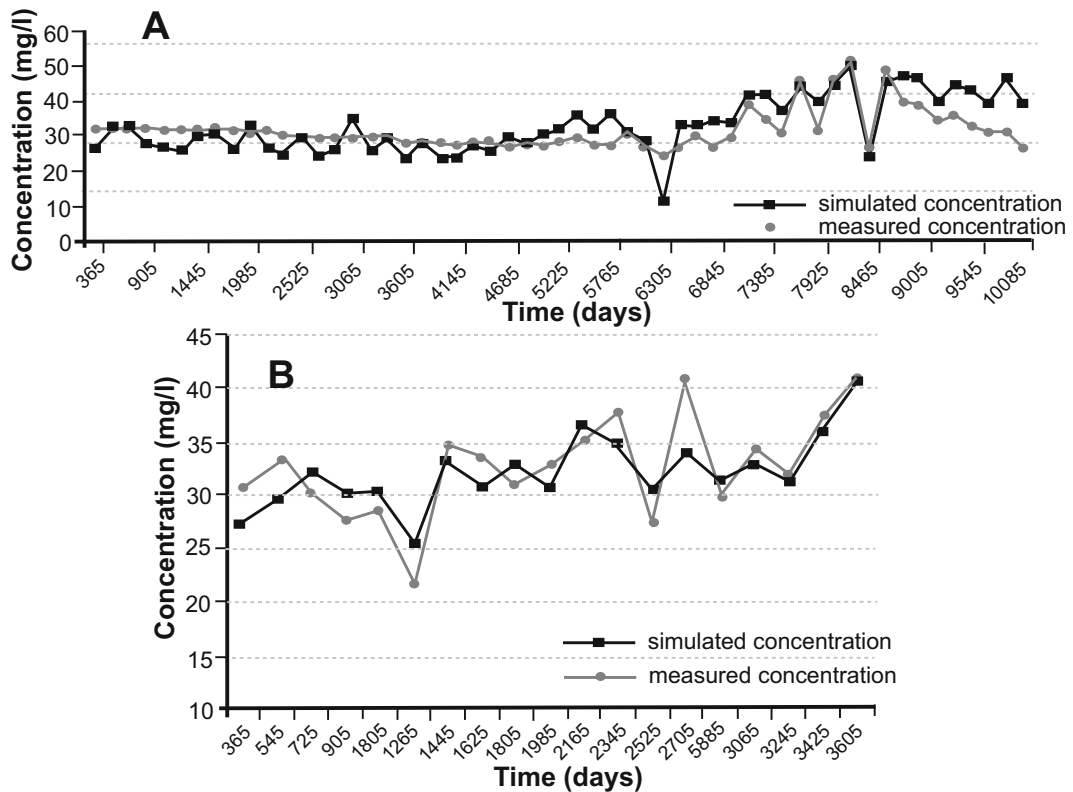 A
Concentration (mg/l)
60
50
40
30
20
10
0
simulated concentration
measured concentration
365 905 1445 1985 2525 3065 3605 4145 4685 5225 5765 6305 6845 7385 7925 8465 9005 9545 10085
Time (days)
B
Concentration (mg/l)
45
40
35
30
25
20
15
10
simulated concentration
measured concentration
365 545 725 905 1805 1265 1445 1625 1805 1985 2165 2345 2525 2705 5885 3065 3245 3425 3605
Time (days)